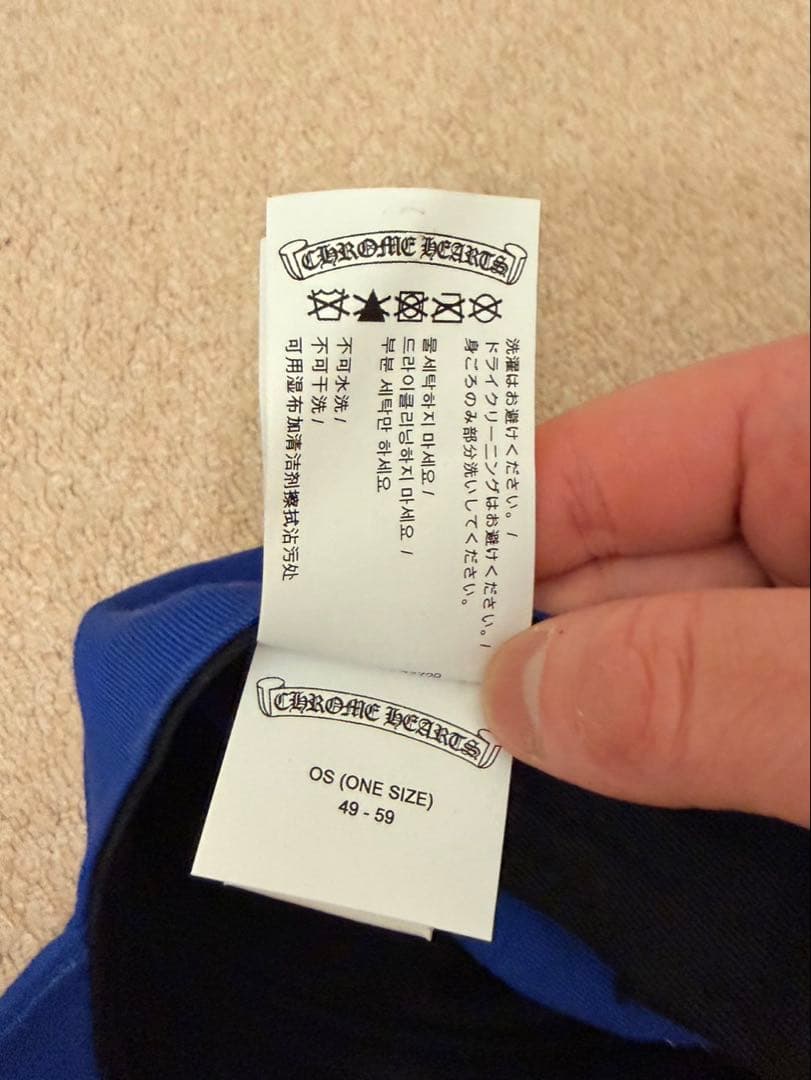 CHROME HEARTS
洗濯はお避けください。/
ドライクリーニングはお避けください。/
身ごろのみ部分洗いしてください。
물세탁하지 마세요 /
드라이클리닝하지 마세요 /
부분 세탁만 하세요
不可水洗 /
不可干洗 /
可用湿布加清洁剂擦拭沾污处
CHROME HEARTS
OS (ONE SIZE)
49 - 59